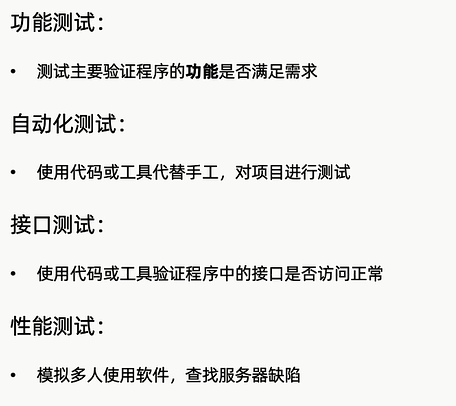 功能测试：
• 测试主要验证程序的功能是否满足需求
自动化测试：
• 使用代码或工具代替手工，对项目进行测试
接口测试：
• 使用代码或工具验证程序中的接口是否访问正常
性能测试：
• 模拟多人使用软件，查找服务器缺陷